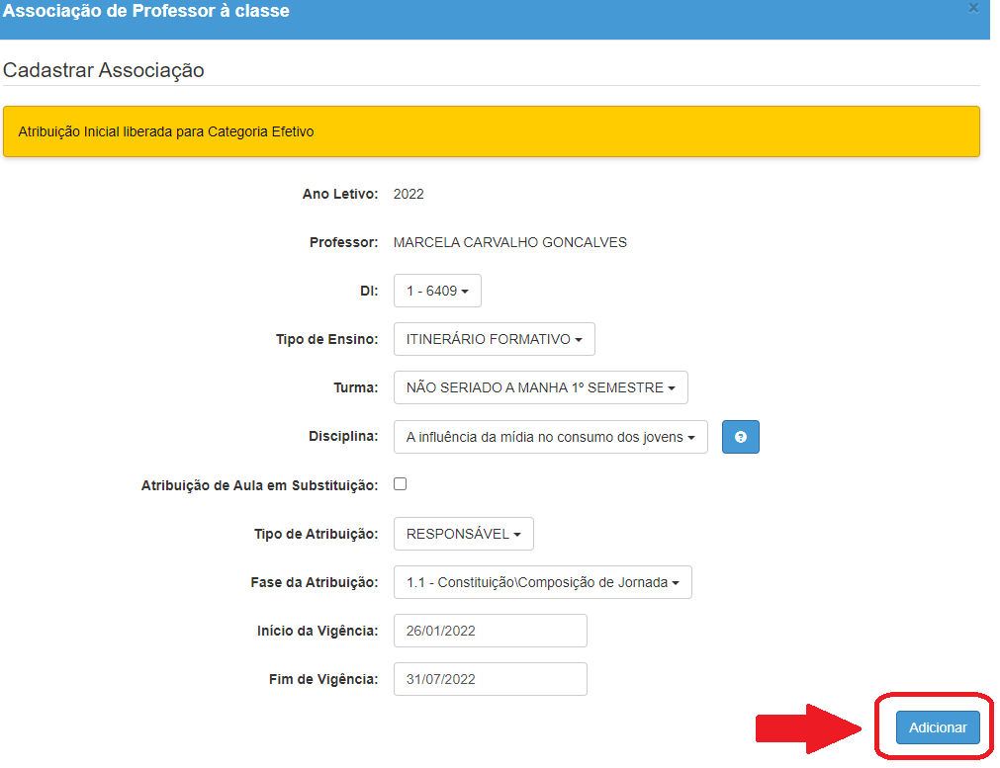 Associação de Professor à classe
×
Cadastrar Associação
Atribuição Inicial liberada para Categoria Efetivo
Ano Letivo: 2022
Professor: MARCELA CARVALHO GONCALVES
DI: 1 - 6409
Tipo de Ensino: ITINERÁRIO FORMATIVO
Turma: NÃO SERIADO A MANHA 1º SEMESTRE
Disciplina: A influência da mídia no consumo dos jovens ?
Atribuição de Aula em Substituição:
Tipo de Atribuição: RESPONSÁVEL
Fase da Atribuição: 1.1 - Constituição\Composição de Jornada
Início da Vigência: 26/01/2022
Fim de Vigência: 31/07/2022
Adicionar